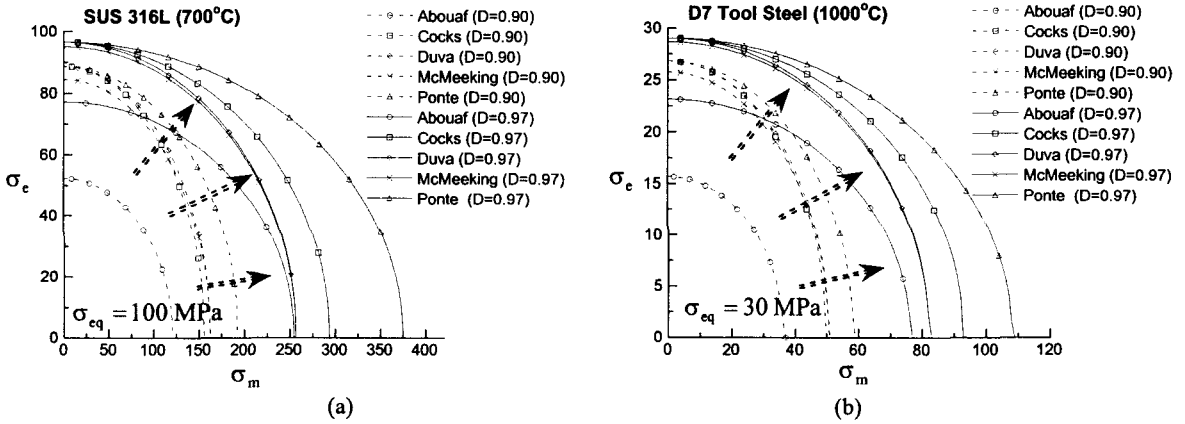 SUS 316L (700°C)
100
80
60
40
20
0
σe
0 50 100 150 200 250 300 350 400
σm
σeq = 100 MPa
Abouaf (D=0.90)
Cocks (D=0.90)
Duva (D=0.90)
McMeeking (D=0.90)
Ponte (D=0.90)
Abouaf (D=0.97)
Cocks (D=0.97)
Duva (D=0.97)
McMeeking (D=0.97)
Ponte (D=0.97)
(a)
D7 Tool Steel (1000°C)
30
25
20
15
10
5
0
σe
0 20 40 60 80 100 120
σm
σeq = 30 MPa
Abouaf (D=0.90)
Cocks (D=0.90)
Duva (D=0.90)
McMeeking (D=0.90)
Ponte (D=0.90)
Abouaf (D=0.97)
Cocks (D=0.97)
Duva (D=0.97)
McMeeking (D=0.97)
Ponte (D=0.97)
(b)